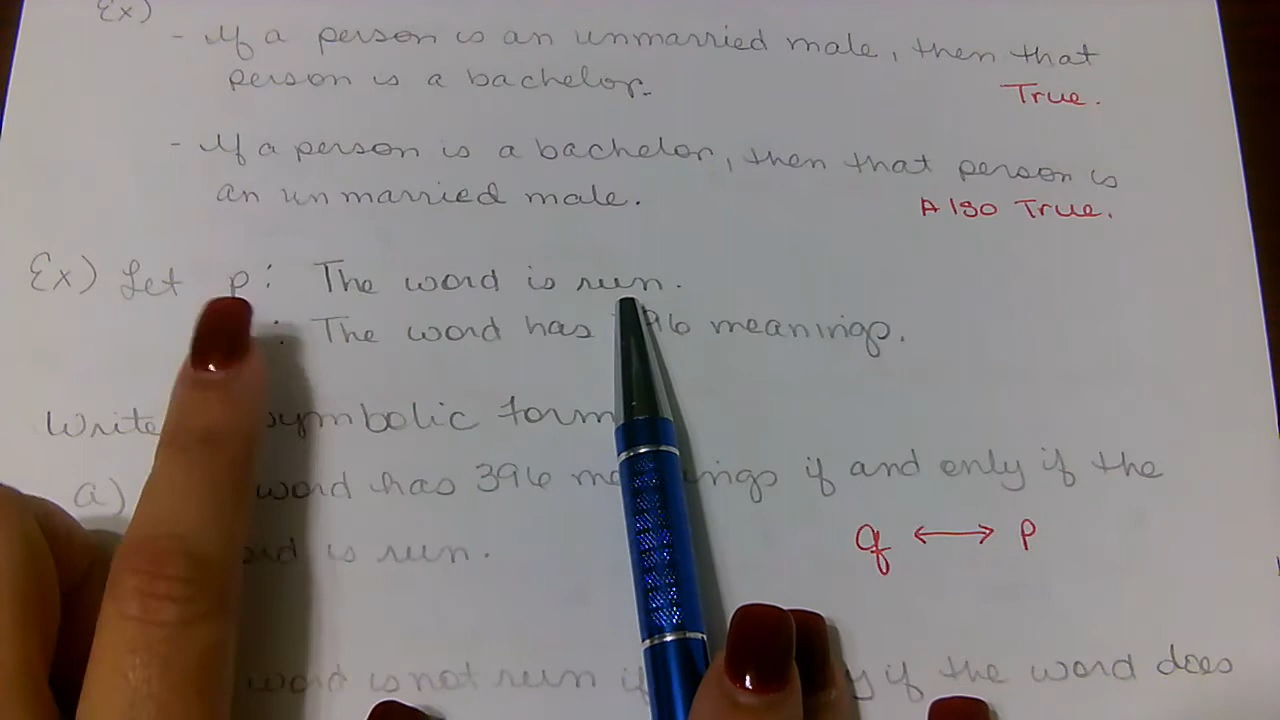 Ex)
- If a person is an unmarried male, then that
person is a bachelor.
True.
- If a person is a bachelor, then that person is
an unmarried male.
Also True.
Ex) Let p: The word is run.
: The word has 396 meanings.
Write symbolic form
a) word has 396 meanings if and only if the
is run.
q ↔ p
word is not run if the word does